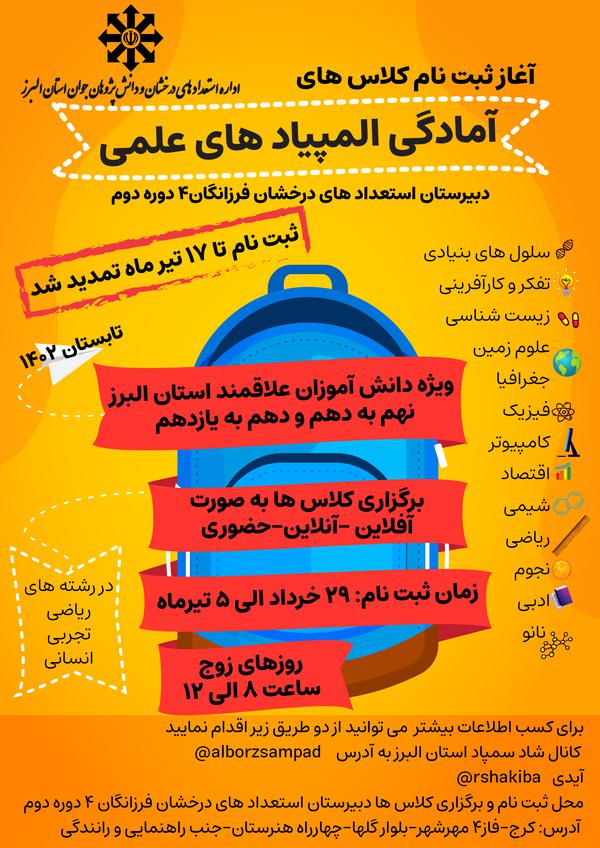 اداره استعدادهای درخشان و دانش پژوهان جوان استان البرز
آغاز ثبت نام کلاس های
آمادگی المپیاد های علمی
دبیرستان استعداد های درخشان فرزانگان۴ دوره دوم
ثبت نام تا ۱۷ تیر ماه تمدید شد
تابستان ۱۴۰۲
سلول های بنیادی
تفکر و کارآفرینی
زیست شناسی
علوم زمین
جغرافیا
فیزیک
کامپیوتر
اقتصاد
شیمی
ریاضی
نجوم
ادبی
نانو
ویژه دانش آموزان علاقمند استان البرز
نهم به دهم و دهم به یازدهم
برگزاری کلاس ها به صورت
آفلاین -آنلاین-حضوری
زمان ثبت نام: ۲۹ خرداد الی ۵ تیرماه
روزهای زوج
ساعت ۸ الی ۱۲
در رشته های
ریاضی
تجربی
انسانی
برای کسب اطلاعات بیشتر می توانید از دو طریق زیر اقدام نمایید
کانال شاد سمپاد استان البرز به آدرس @alborzsampad
آیدی @rshakiba
محل ثبت نام و برگزاری کلاس ها دبیرستان استعداد های درخشان فرزانگان ۴ دوره دوم
آدرس: کرج-فاز۴ مهرشهر-بلوار گلها-چهارراه هنرستان-جنب راهنمایی و رانندگی